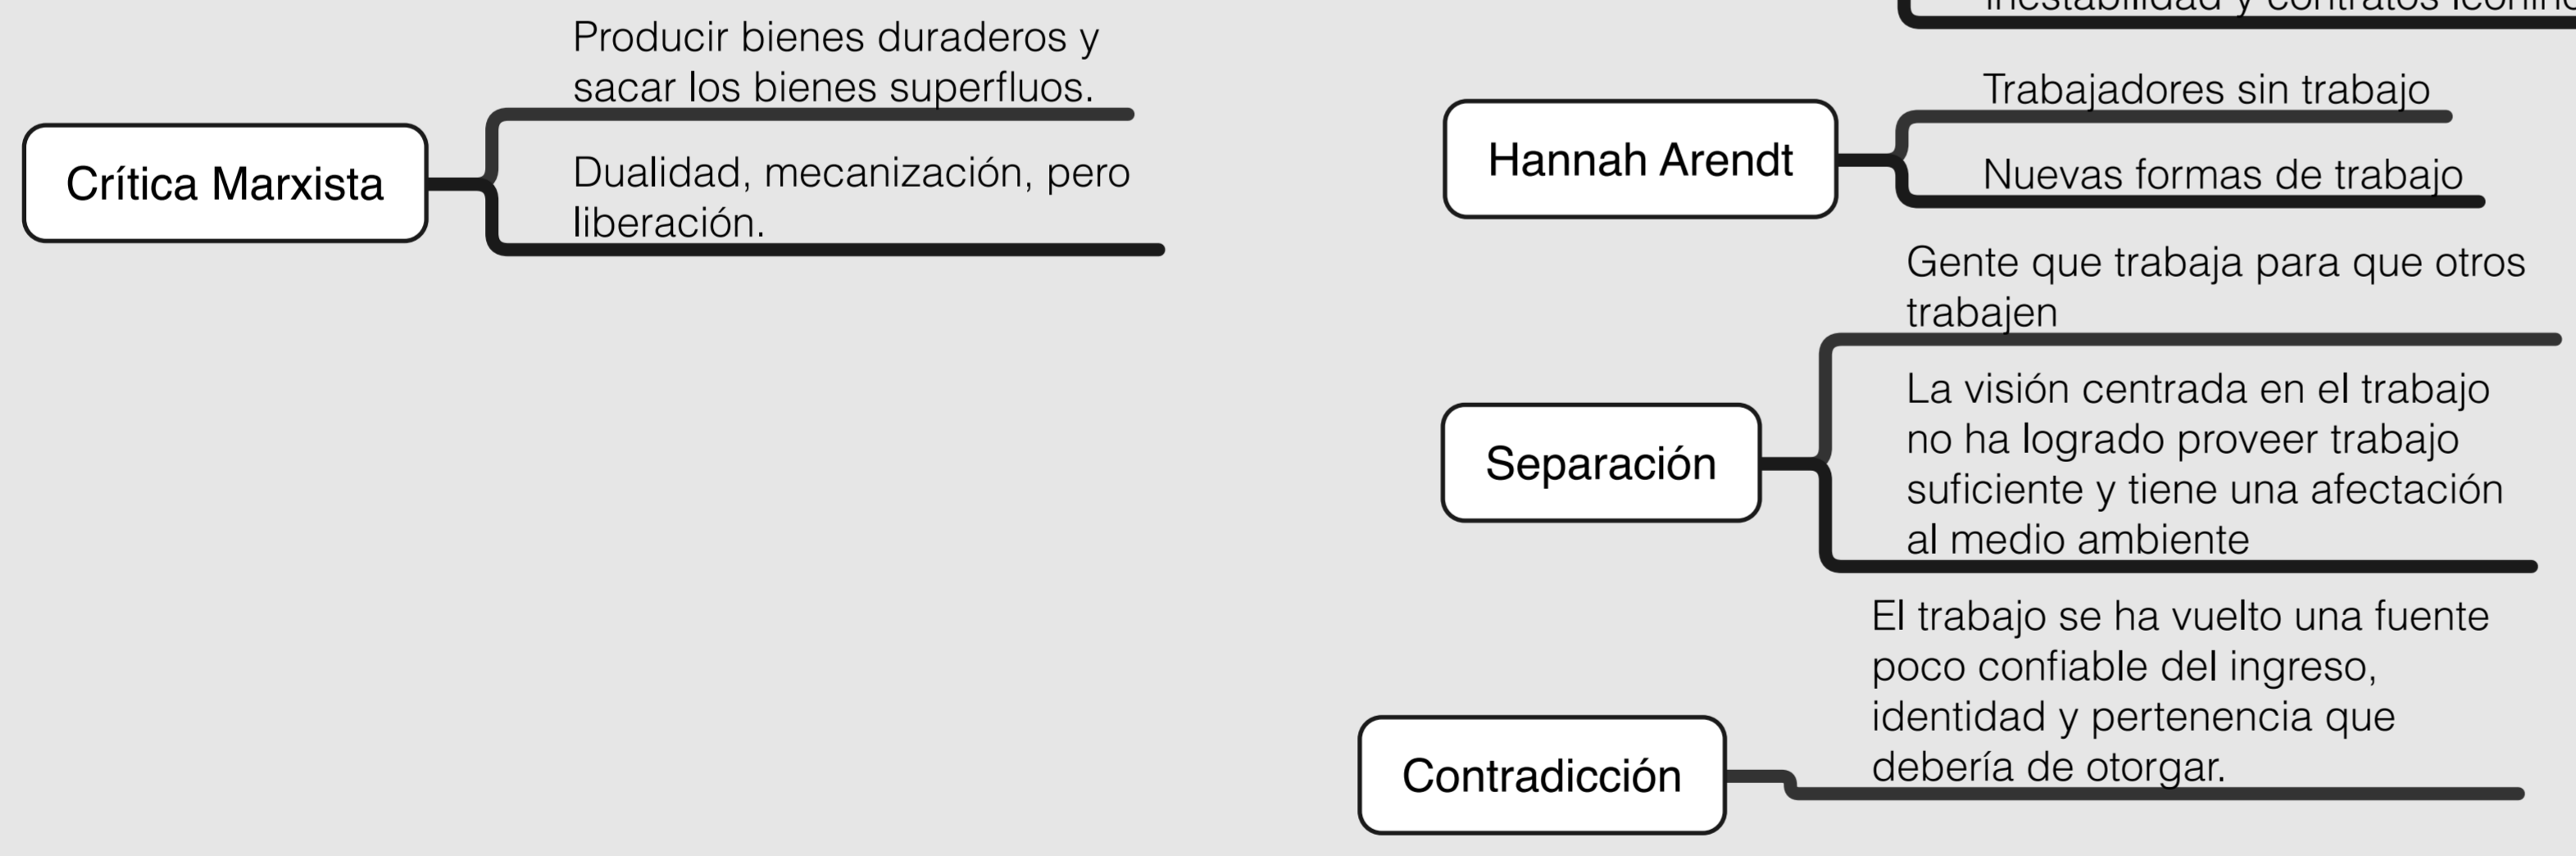 Producir bienes duraderos y
sacar los bienes superfluos.
Crítica Marxista
Dualidad, mecanización, pero
liberación.
Inestabilidad y contratos
Trabajadores sin trabajo
Hannah Arendt
Nuevas formas de trabajo
Gente que trabaja para que otros
trabajen
Separación
La visión centrada en el trabajo
no ha logrado proveer trabajo
suficiente y tiene una afectación
al medio ambiente
El trabajo se ha vuelto una fuente
poco confiable del ingreso,
identidad y pertenencia que
debería de otorgar.
Contradicción